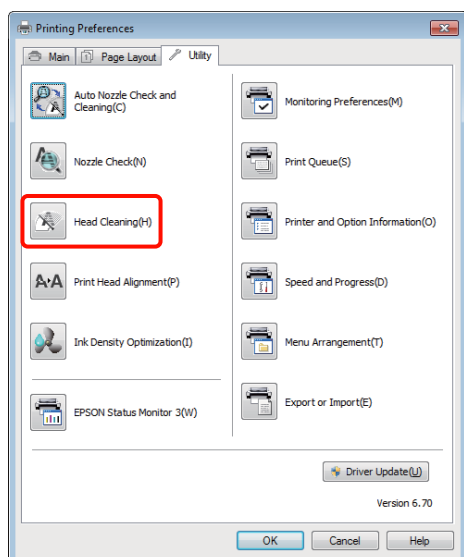 Printing Preferences
Main
Page Layout
Utility
Auto Nozzle Check and
Cleaning(C)
Nozzle Check(N)
Head Cleaning(H)
Print Head Alignment(P)
Ink Density Optimization(I)
EPSON Status Monitor 3(W)
Monitoring Preferences(M)
Print Queue(S)
Printer and Option Information(O)
Speed and Progress(D)
Menu Arrangement(T)
Export or Import(E)
Driver Update(U)
Version 6.70
OK
Cancel
Help